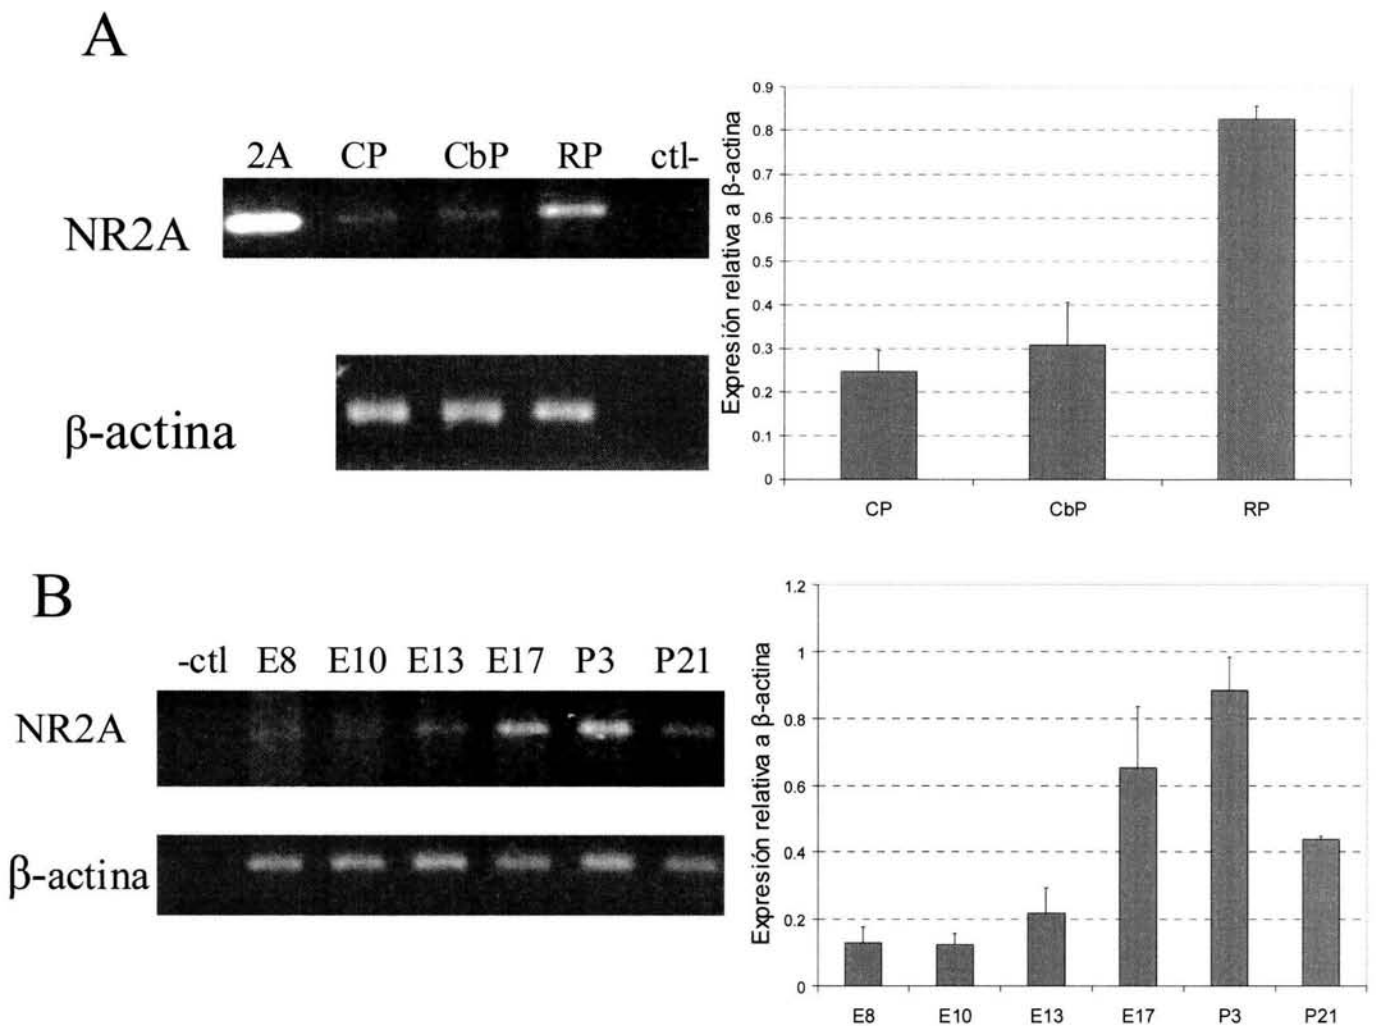 A
2A CP CbP RP ctl-
NR2A
β-actina
Expresión relativa a β-actina
0.9
0.8
0.7
0.6
0.5
0.4
0.3
0.2
0.1
0
CP CbP RP
B
-ctl E8 E10 E13 E17 P3 P21
NR2A
β-actina
Expresión relativa a β-actina
1.2
1
0.8
0.6
0.4
0.2
0
E8 E10 E13 E17 P3 P21